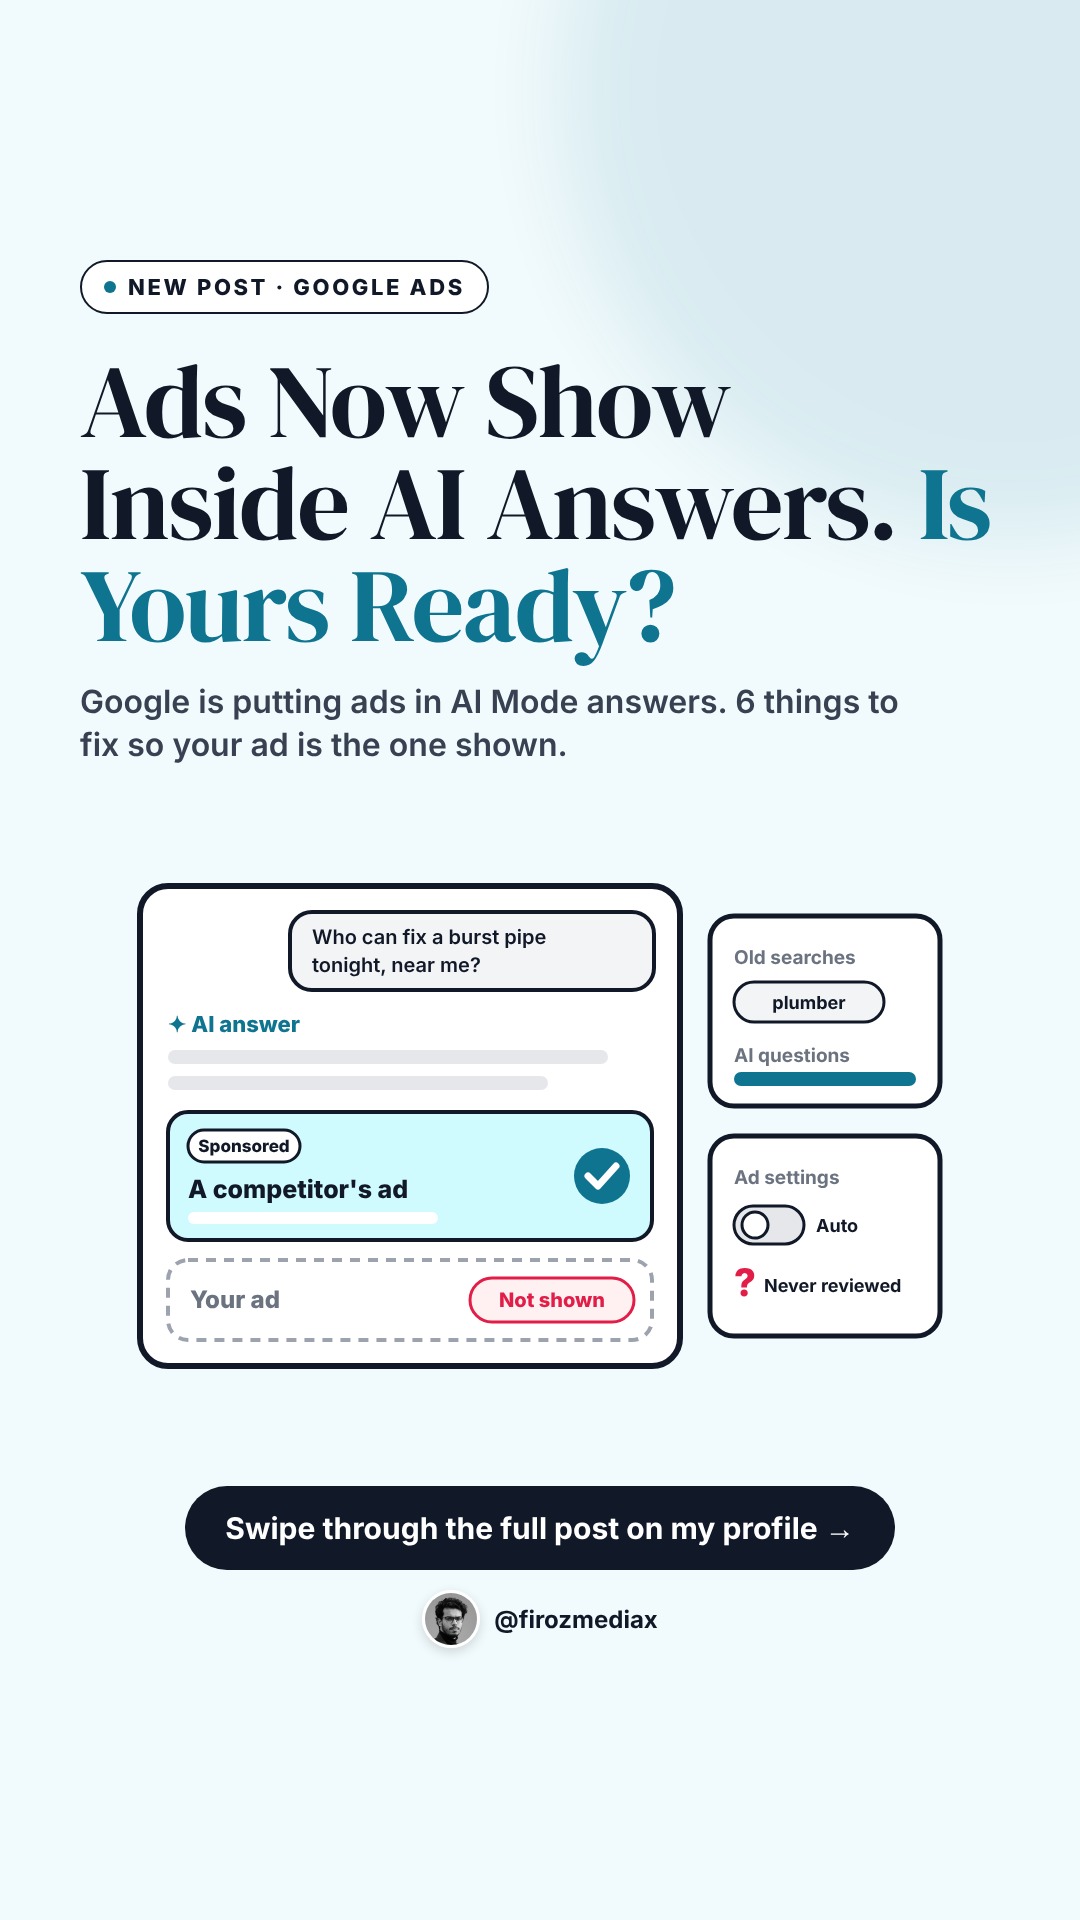 NEW POST · GOOGLE ADS
Ads Now Show
Inside AI Answers. Is
Yours Ready?
Google is putting ads in AI Mode answers. 6 things to
fix so your ad is the one shown.
Who can fix a burst pipe
tonight, near me?
✦ AI answer
Sponsored
A competitor's ad
Your ad
Not shown
Old searches
plumber
AI questions
Ad settings
Auto
? Never reviewed
Swipe through the full post on my profile →
@firozmediax